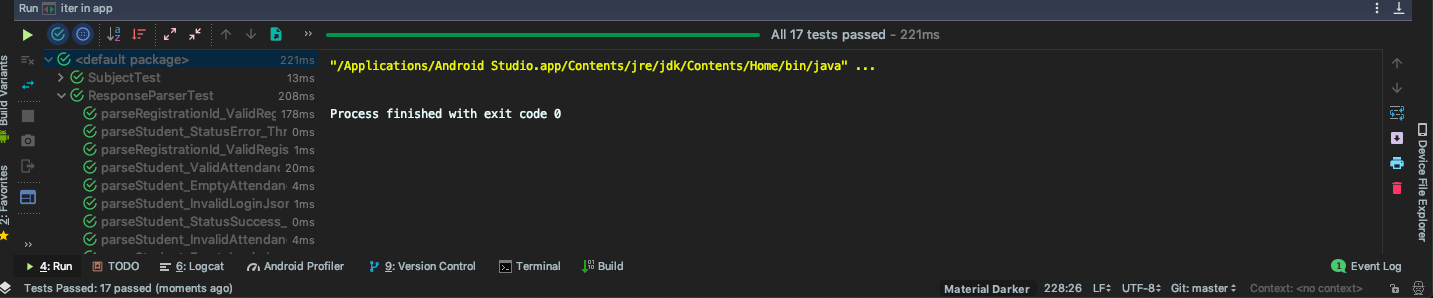 Run iter in app
All 17 tests passed - 221ms
<default package> 221ms
SubjectTest 13ms
ResponseParserTest 208ms
parseRegistrationId_ValidReg 178ms
parseStudent_StatusError_Thr 0ms
parseRegistrationId_ValidRegis 1ms
parseStudent_ValidAttendanc 20ms
parseStudent_EmptyAttendan 4ms
parseStudent_InvalidLoginJson 1ms
parseStudent_StatusSuccess_ 0ms
parseStudent_InvalidAttendan 4ms
"/Applications/Android Studio.app/Contents/jre/jdk/Contents/Home/bin/java" ...
Process finished with exit code 0
Build Variants
2: Favorites
Device File Explorer
4: Run
TODO
6: Logcat
Android Profiler
9: Version Control
Terminal
Build
1 Event Log
Tests Passed: 17 passed (moments ago)
Material Darker 228:26 LF UTF-8 Git: master Context: <no context>